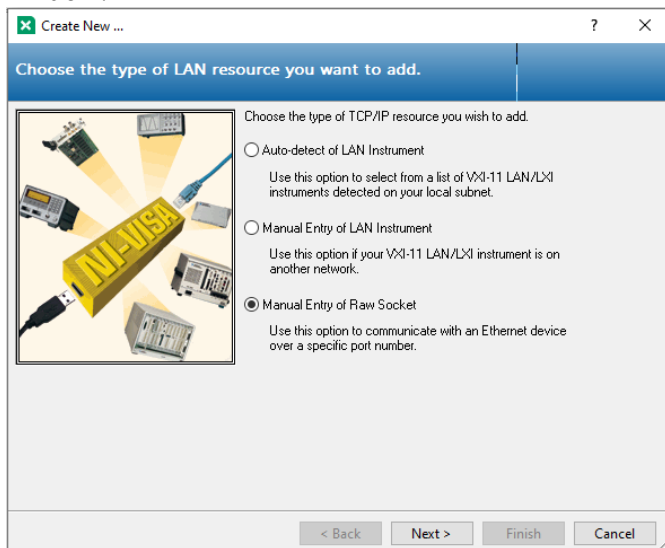 Create New ...
?
Choose the type of LAN resource you want to add.
Choose the type of TCP/IP resource you wish to add.
Auto-detect of LAN Instrument
Use this option to select from a list of VXI-11 LAN/LXI
instruments detected on your local subnet.
Manual Entry of LAN Instrument
Use this option if your VXI-11 LAN/LXI instrument is on
another network.
Manual Entry of Raw Socket
Use this option to communicate with an Ethernet device
over a specific port number.
NI-VISA
< Back
Next >
Finish
Cancel